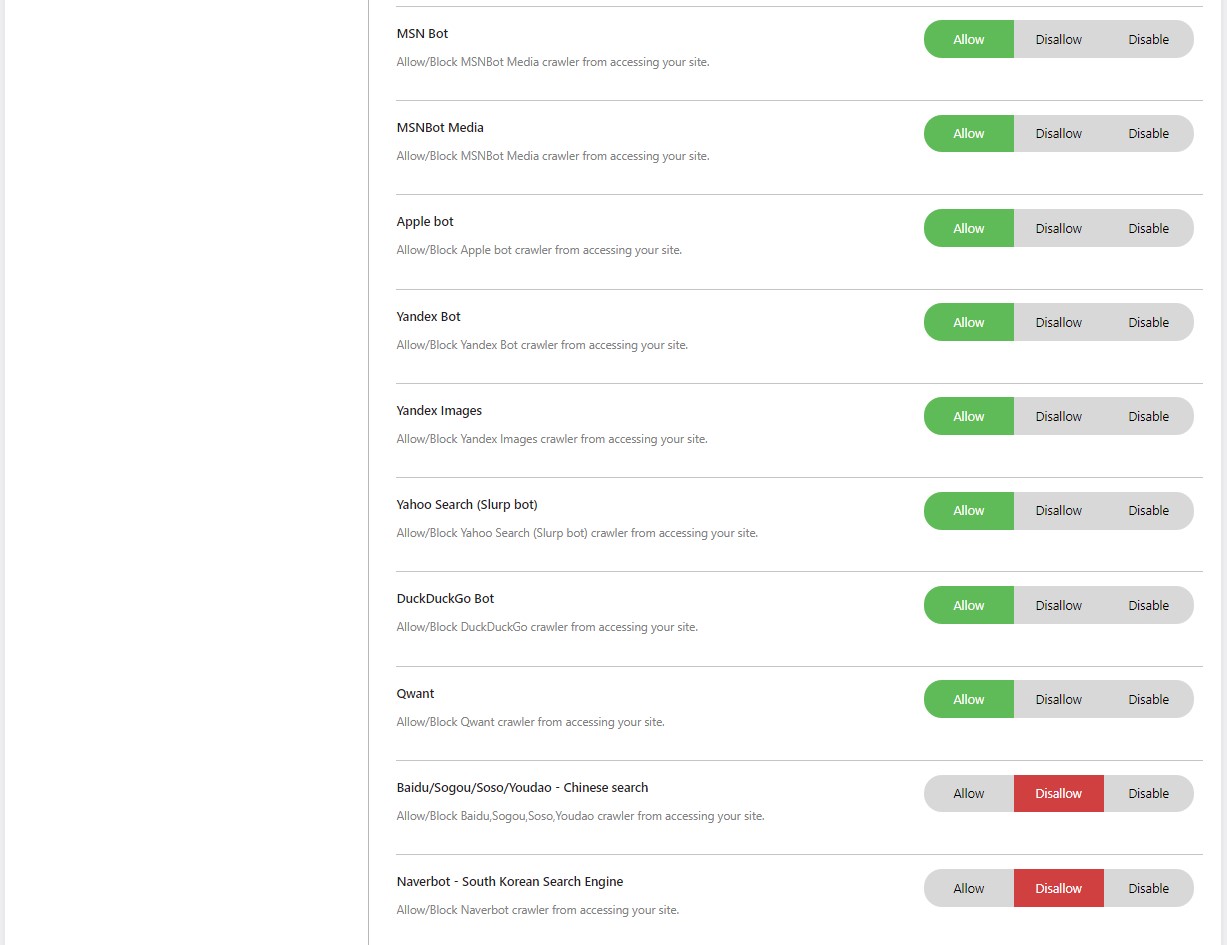 MSN Bot
Allow Disallow Disable
Allow/Block MSNBot Media crawler from accessing your site.
MSNBot Media
Allow Disallow Disable
Allow/Block MSNBot Media crawler from accessing your site.
Apple bot
Allow Disallow Disable
Allow/Block Apple bot crawler from accessing your site.
Yandex Bot
Allow Disallow Disable
Allow/Block Yandex Bot crawler from accessing your site.
Yandex Images
Allow Disallow Disable
Allow/Block Yandex Images crawler from accessing your site.
Yahoo Search (Slurp bot)
Allow Disallow Disable
Allow/Block Yahoo Search (Slurp bot) crawler from accessing your site.
DuckDuckGo Bot
Allow Disallow Disable
Allow/Block DuckDuckGo crawler from accessing your site.
Qwant
Allow Disallow Disable
Allow/Block Qwant crawler from accessing your site.
Baidu/Sogou/Soso/Youdao - Chinese search
Allow Disallow Disable
Allow/Block Baidu,Sogou,Soso,Youdao crawler from accessing your site.
Naverbot - South Korean Search Engine
Allow Disallow Disable
Allow/Block Naverbot crawler from accessing your site.